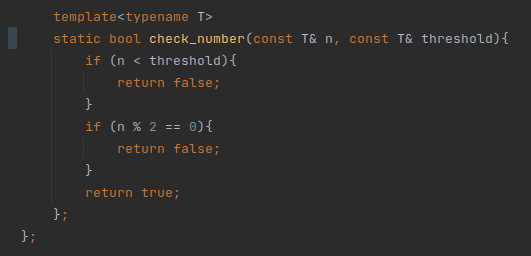 template<typename T>
static bool check_number(const T& n, const T& threshold){
if (n < threshold){
return false;
}
if (n % 2 == 0){
return false;
}
return true;
};
};